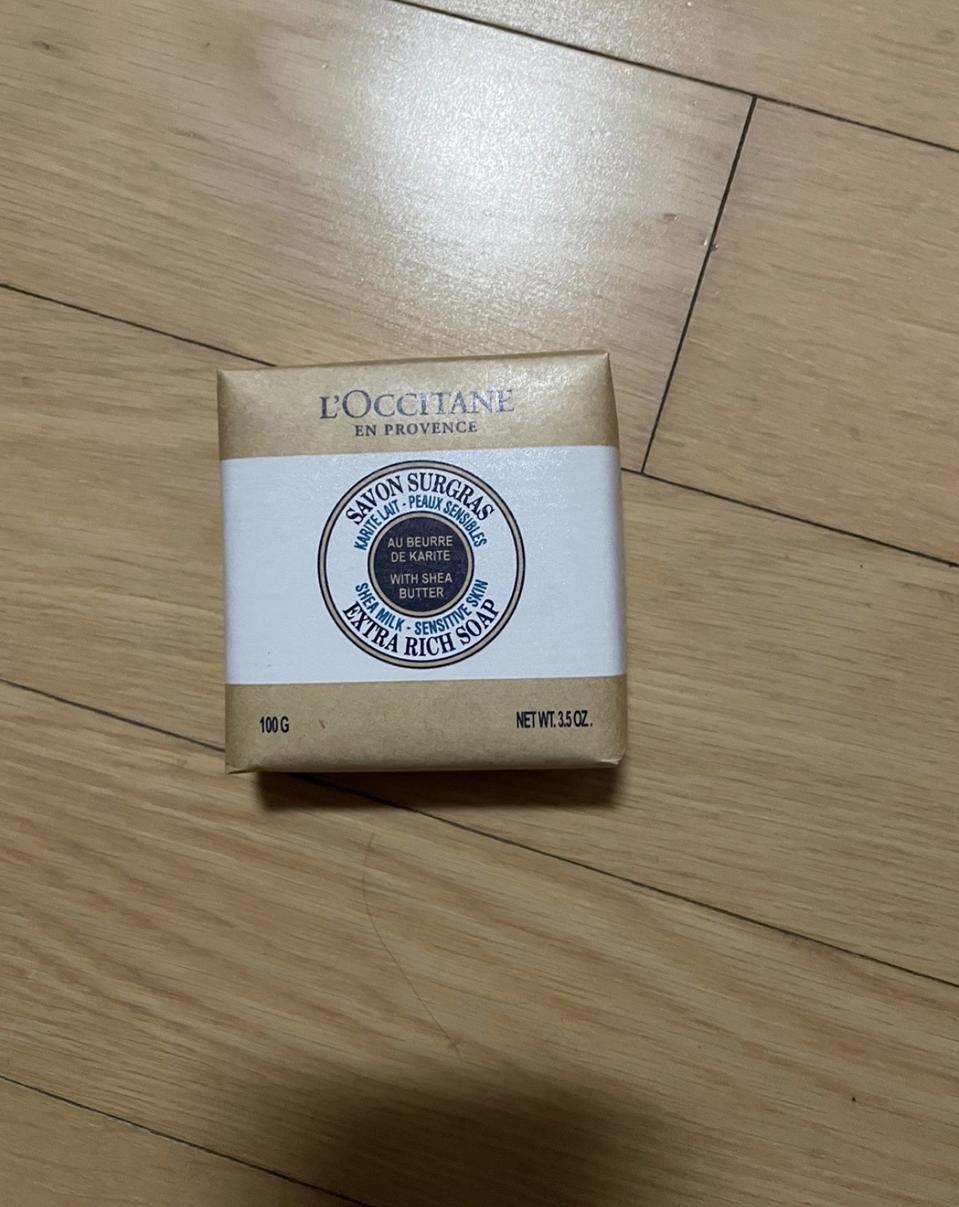 L'OCCITANE
EN PROVENCE
SAVON SURGRAS
KARITE LAIT - PEAUX SENSIBLES
AU BEURRE
DE KARITE
WITH SHEA
BUTTER
SHEA MILK - SENSITIVE SKIN
EXTRA RICH SOAP
100 G
NET WT. 3.5 OZ.